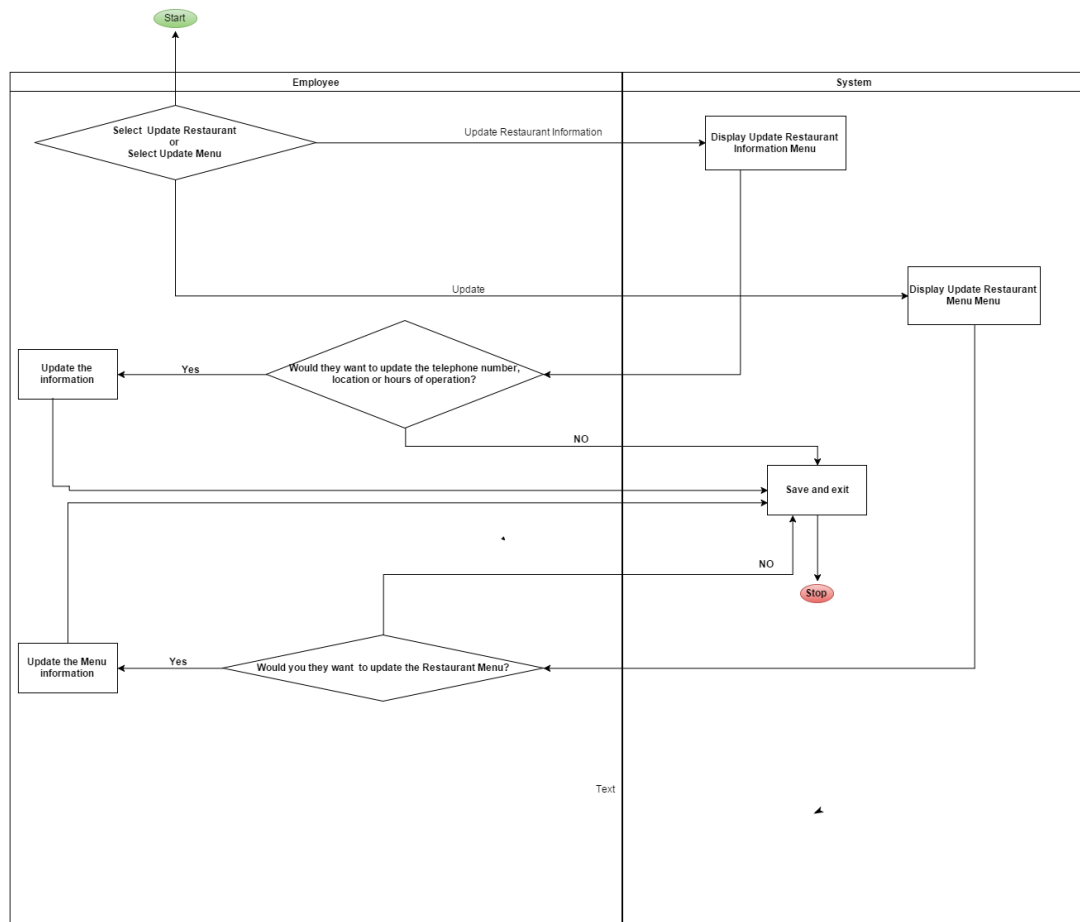 Start
Employee
System
Select Update Restaurant
or
Select Update Menu
Update Restaurant Information
Display Update Restaurant
Information Menu
Update
Display Update Restaurant
Menu Menu
Update the
information
Yes
Would they want to update the telephone number,
location or hours of operation?
NO
Save and exit
NO
Stop
Update the Menu
information
Yes
Would you they want to update the Restaurant Menu?
Text